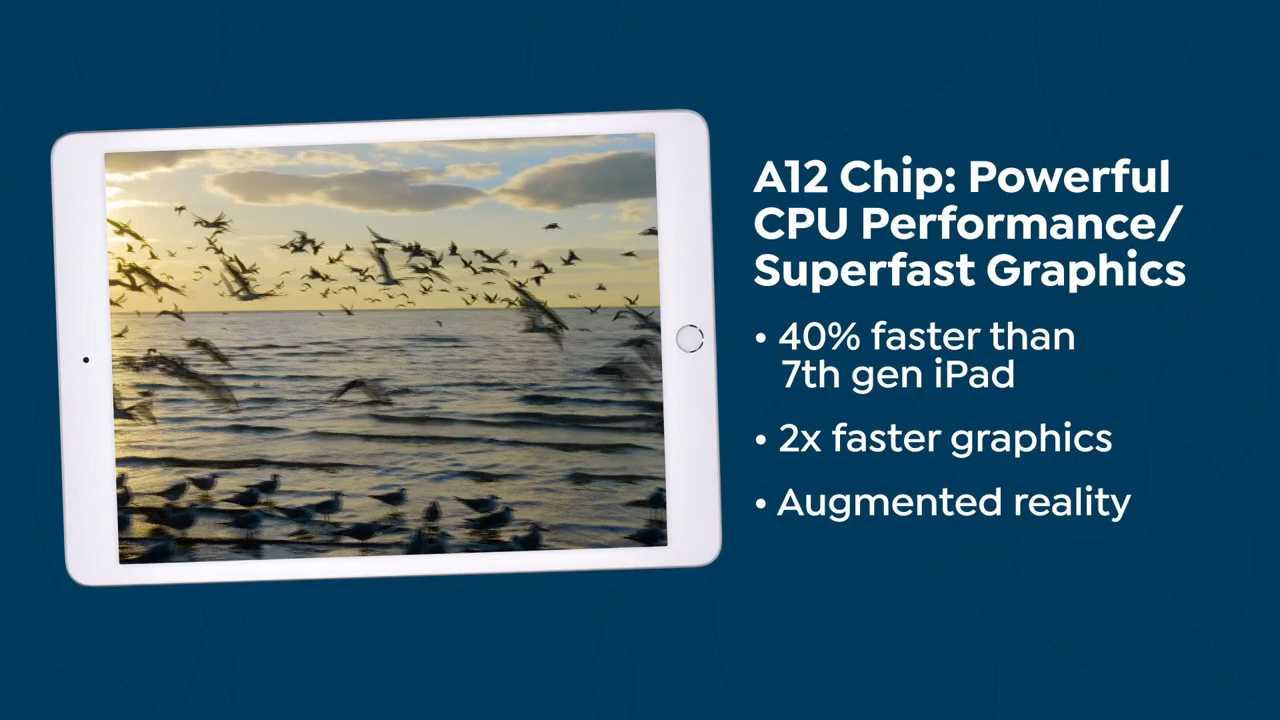 A12 Chip: Powerful
CPU Performance/
Superfast Graphics
• 40% faster than
7th gen iPad
• 2x faster graphics
• Augmented reality